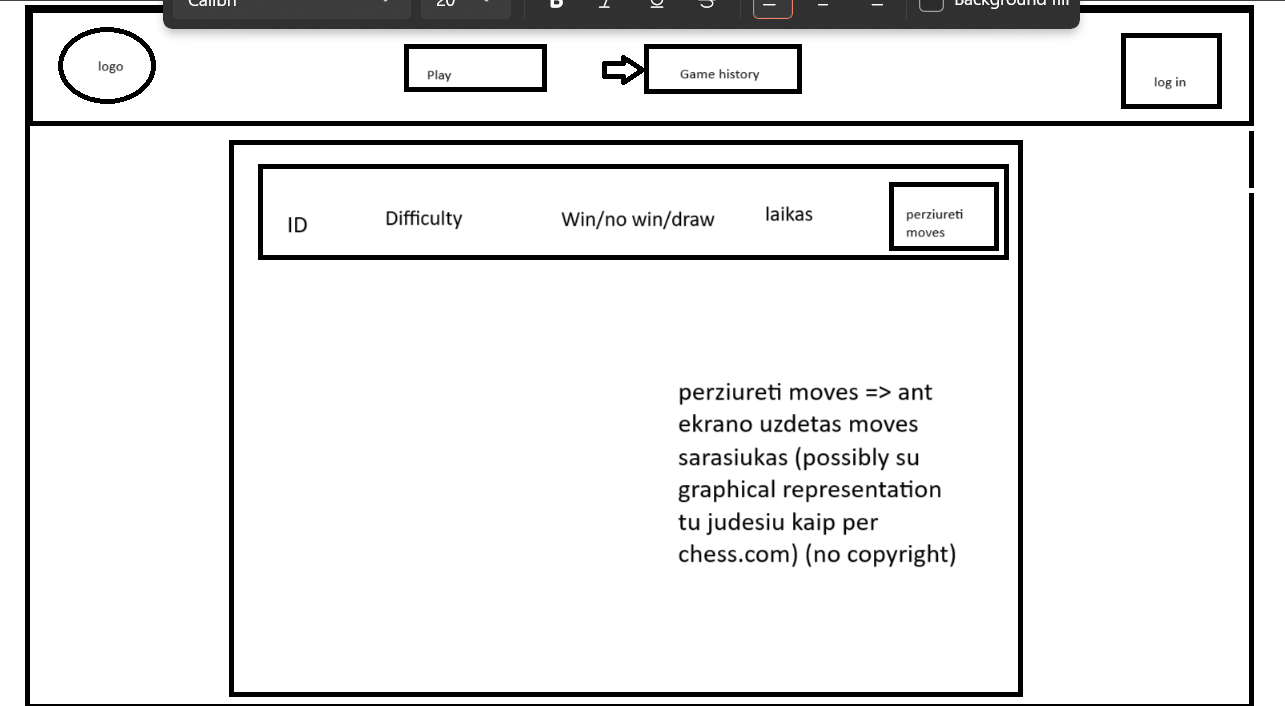 Calibri
20
B I U S
Background fill
logo
Play
Game history
log in
ID
Difficulty
Win/no win/draw
laikas
perziureti
moves
perziureti moves => ant
ekrano uzdetas moves
sarasiukas (possibly su
graphical representation
tu judesiu kaip per
chess.com) (no copyright)